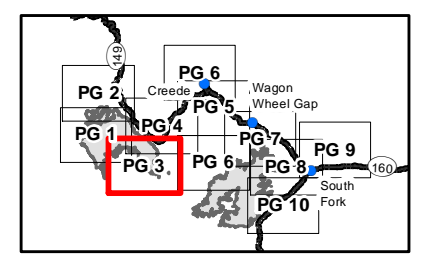 149
PG 6
Creede
Wagon
Wheel Gap
PG 2
PG 5
PG 4
PG 1
PG 7
PG 9
PG 3
PG 6
PG 8
160
South
Fork
PG 10